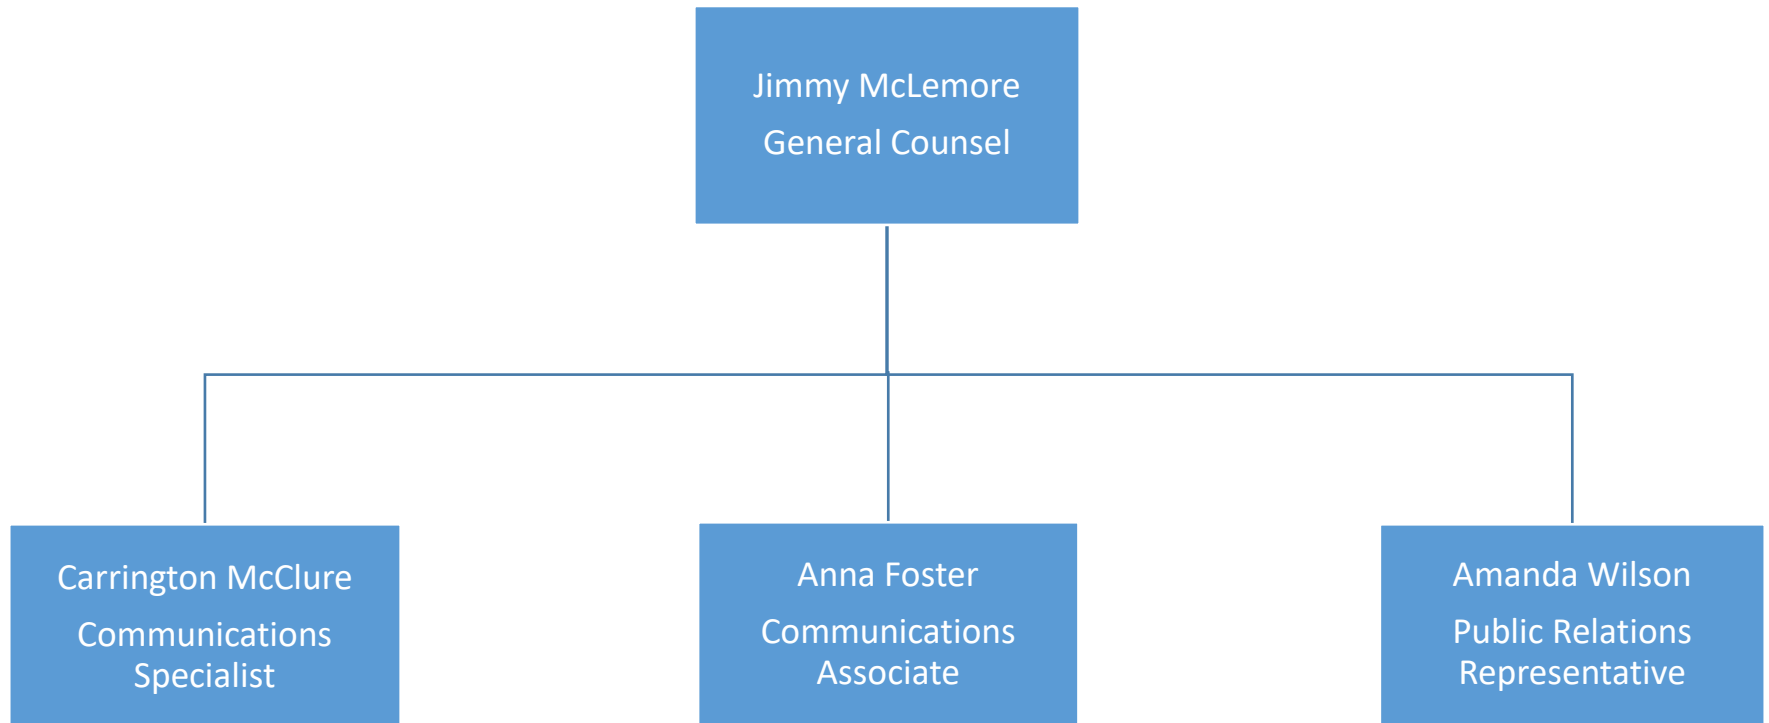 Jimmy McLemore
General Counsel
Carrington McClure
Communications
Specialist
Anna Foster
Communications
Associate
Amanda Wilson
Public Relations
Representative